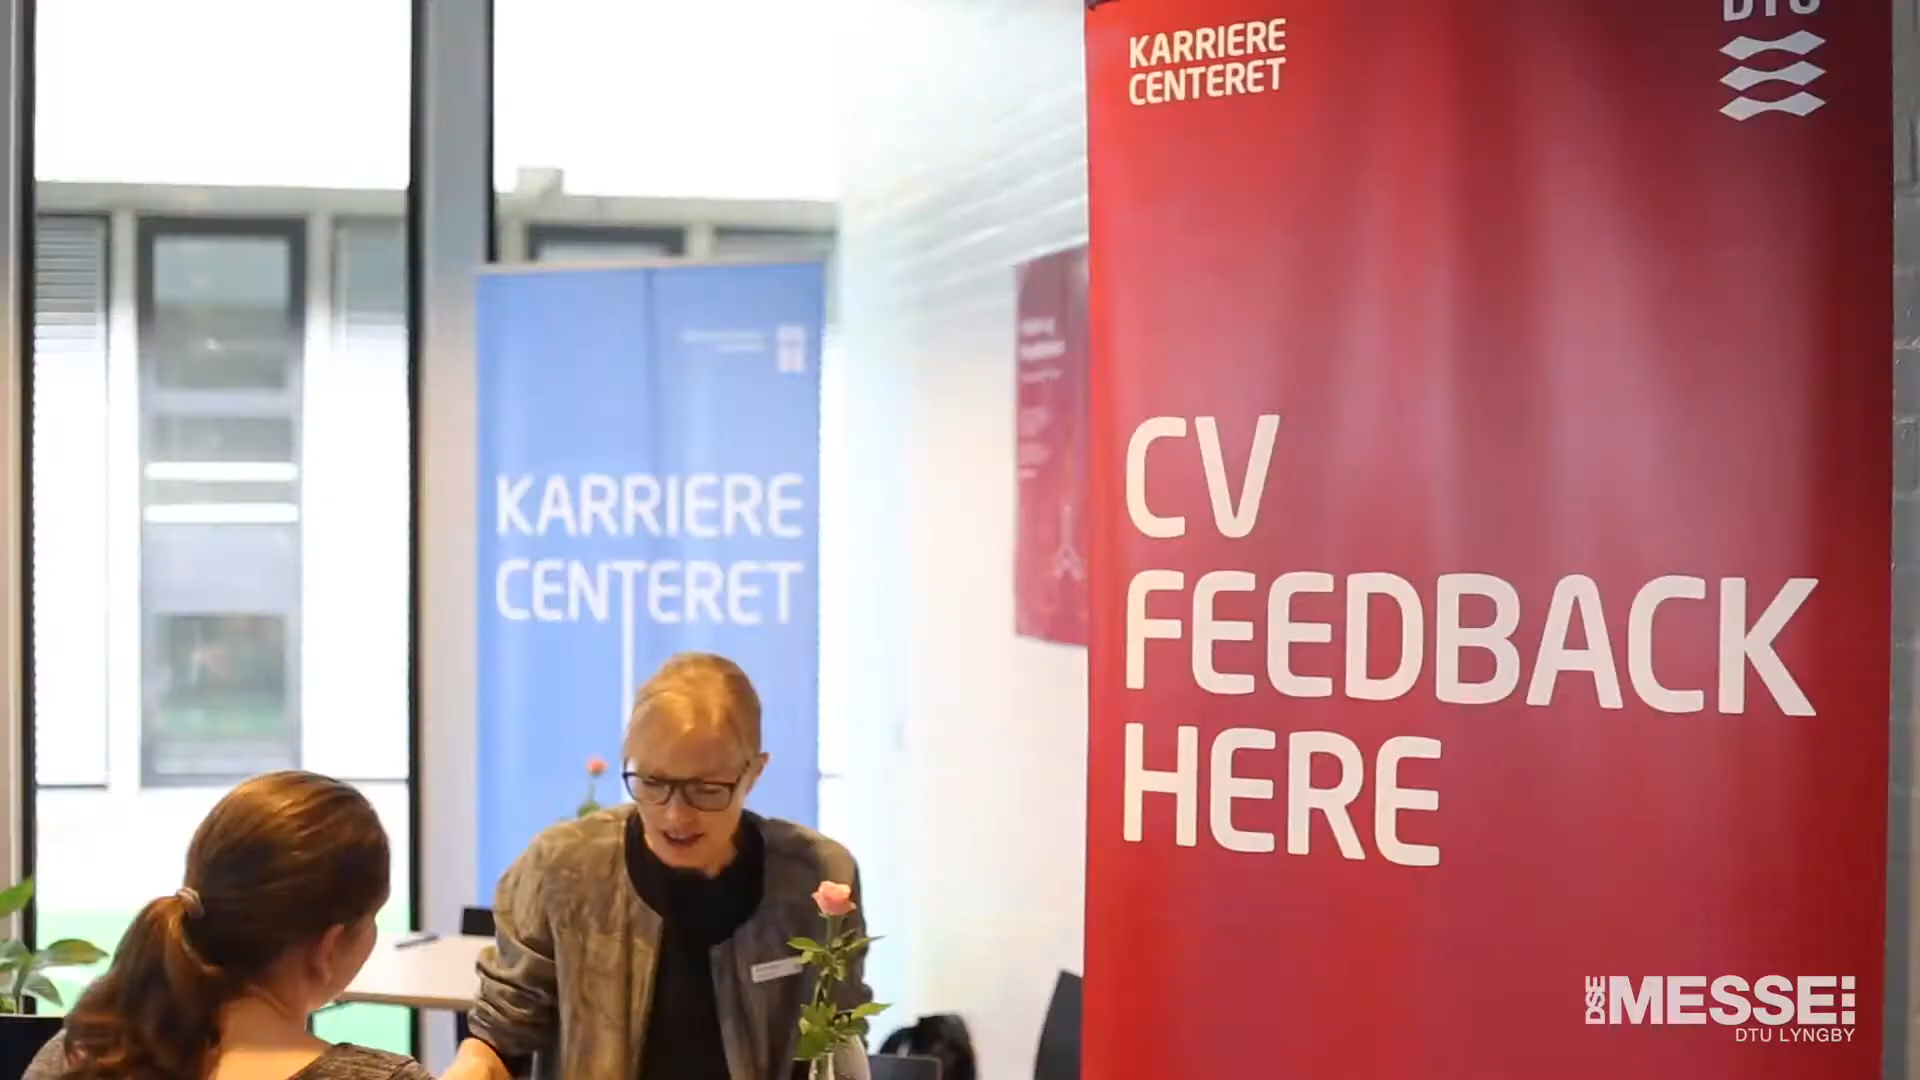 KARRIERE
CENTERET
DTU
CV
FEEDBACK
HERE
KARRIERE
CENTERET
DSE MESSE
DTU LYNGBY